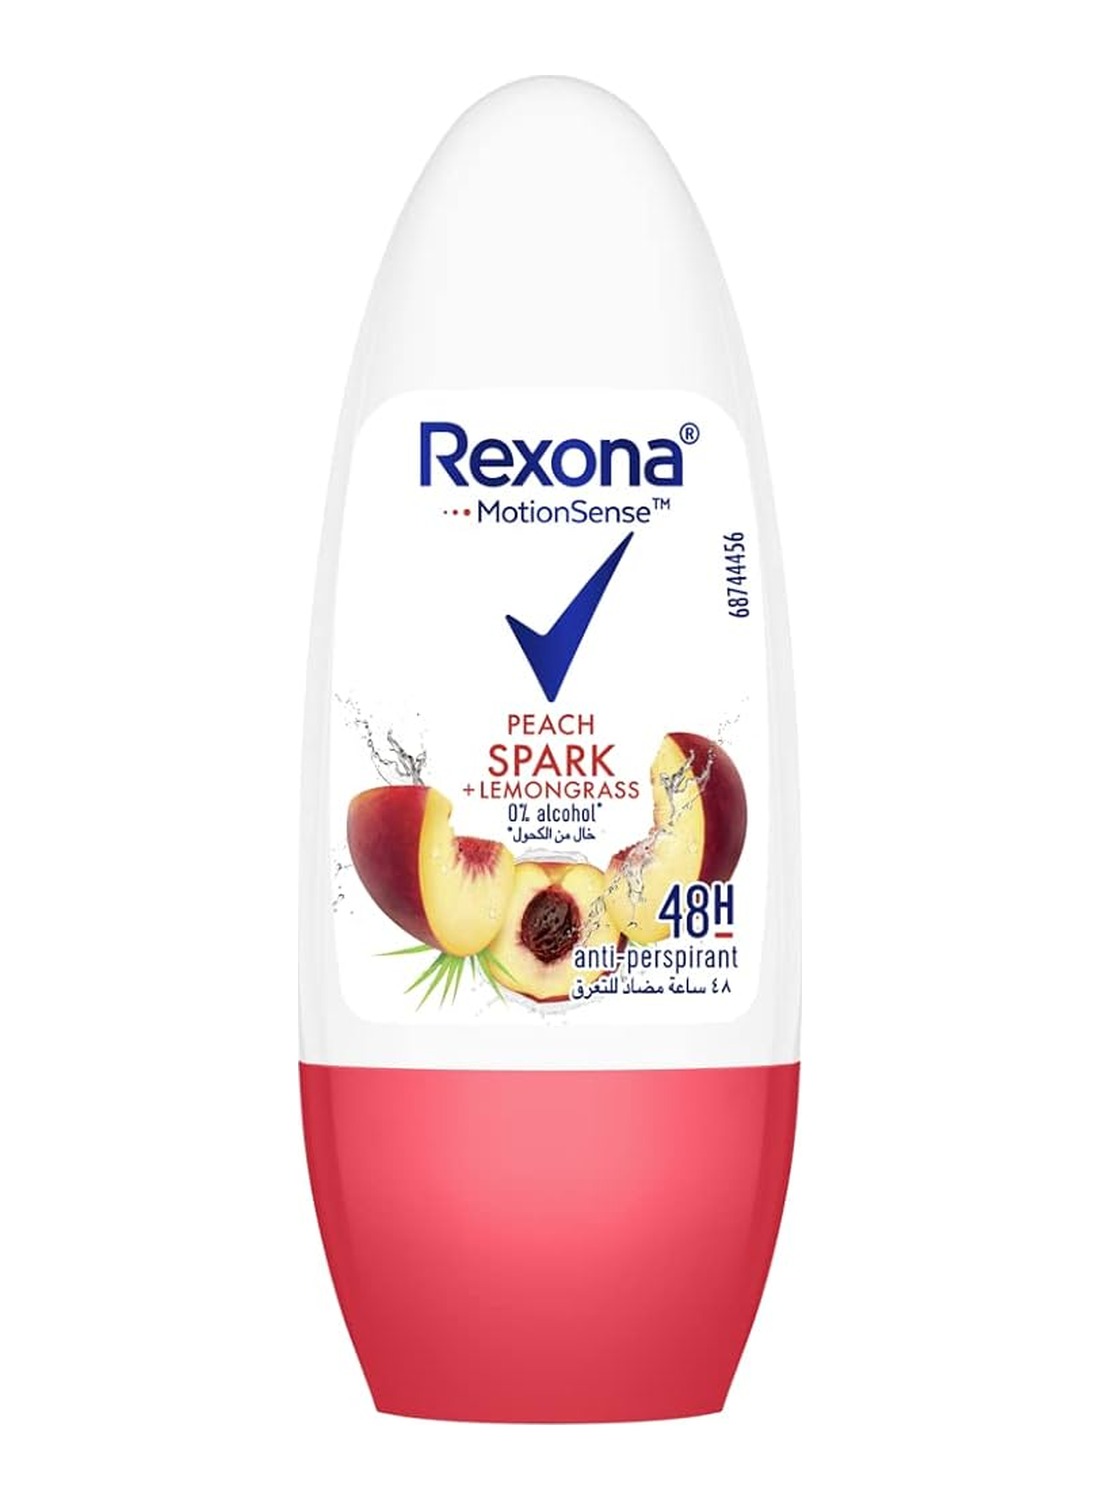 Rexona®
MotionSense™
68744456
PEACH
SPARK
+LEMONGRASS
0% alcohol*
خال من الكحول*
48H
anti-perspirant
٤٨ ساعة مضاد للتعرق